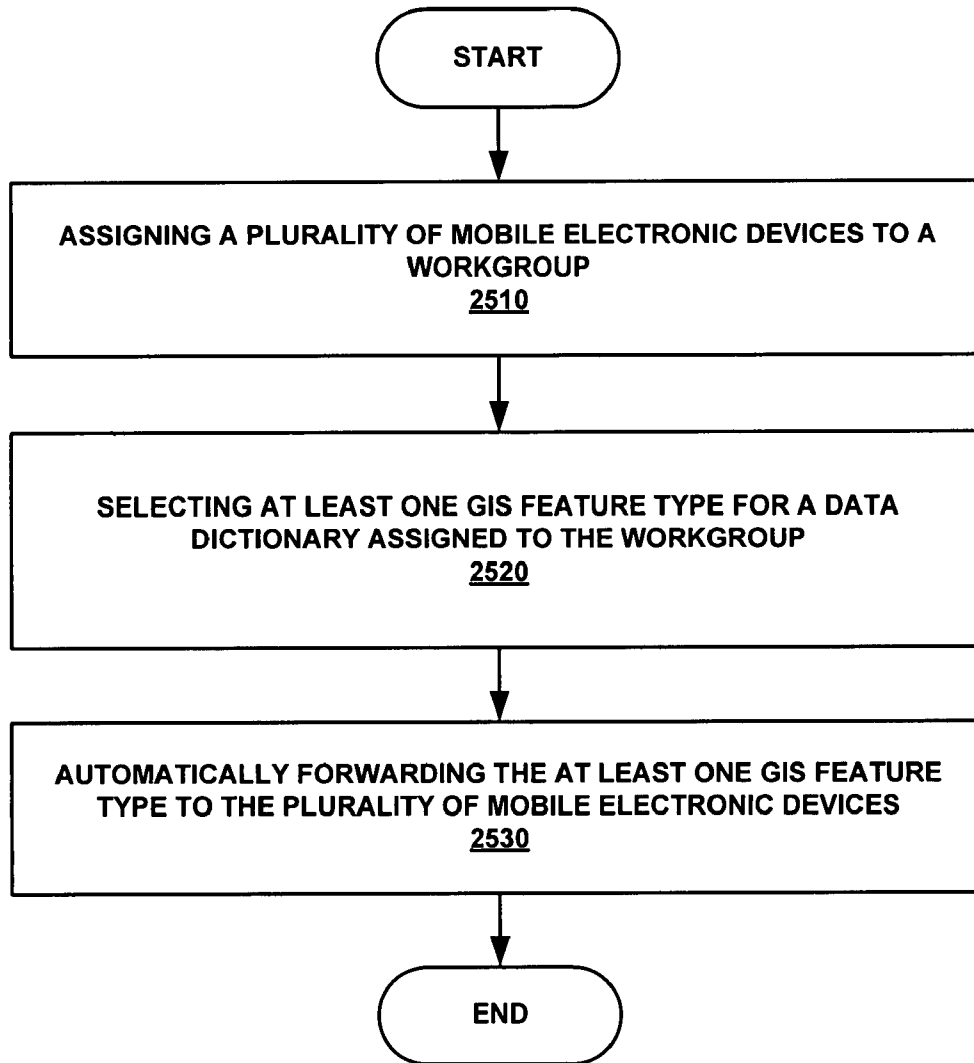 START
ASSIGNING A PLURALITY OF MOBILE ELECTRONIC DEVICES TO A
WORKGROUP
2510
SELECTING AT LEAST ONE GIS FEATURE TYPE FOR A DATA
DICTIONARY ASSIGNED TO THE WORKGROUP
2520
AUTOMATICALLY FORWARDING THE AT LEAST ONE GIS FEATURE
TYPE TO THE PLURALITY OF MOBILE ELECTRONIC DEVICES
2530
END